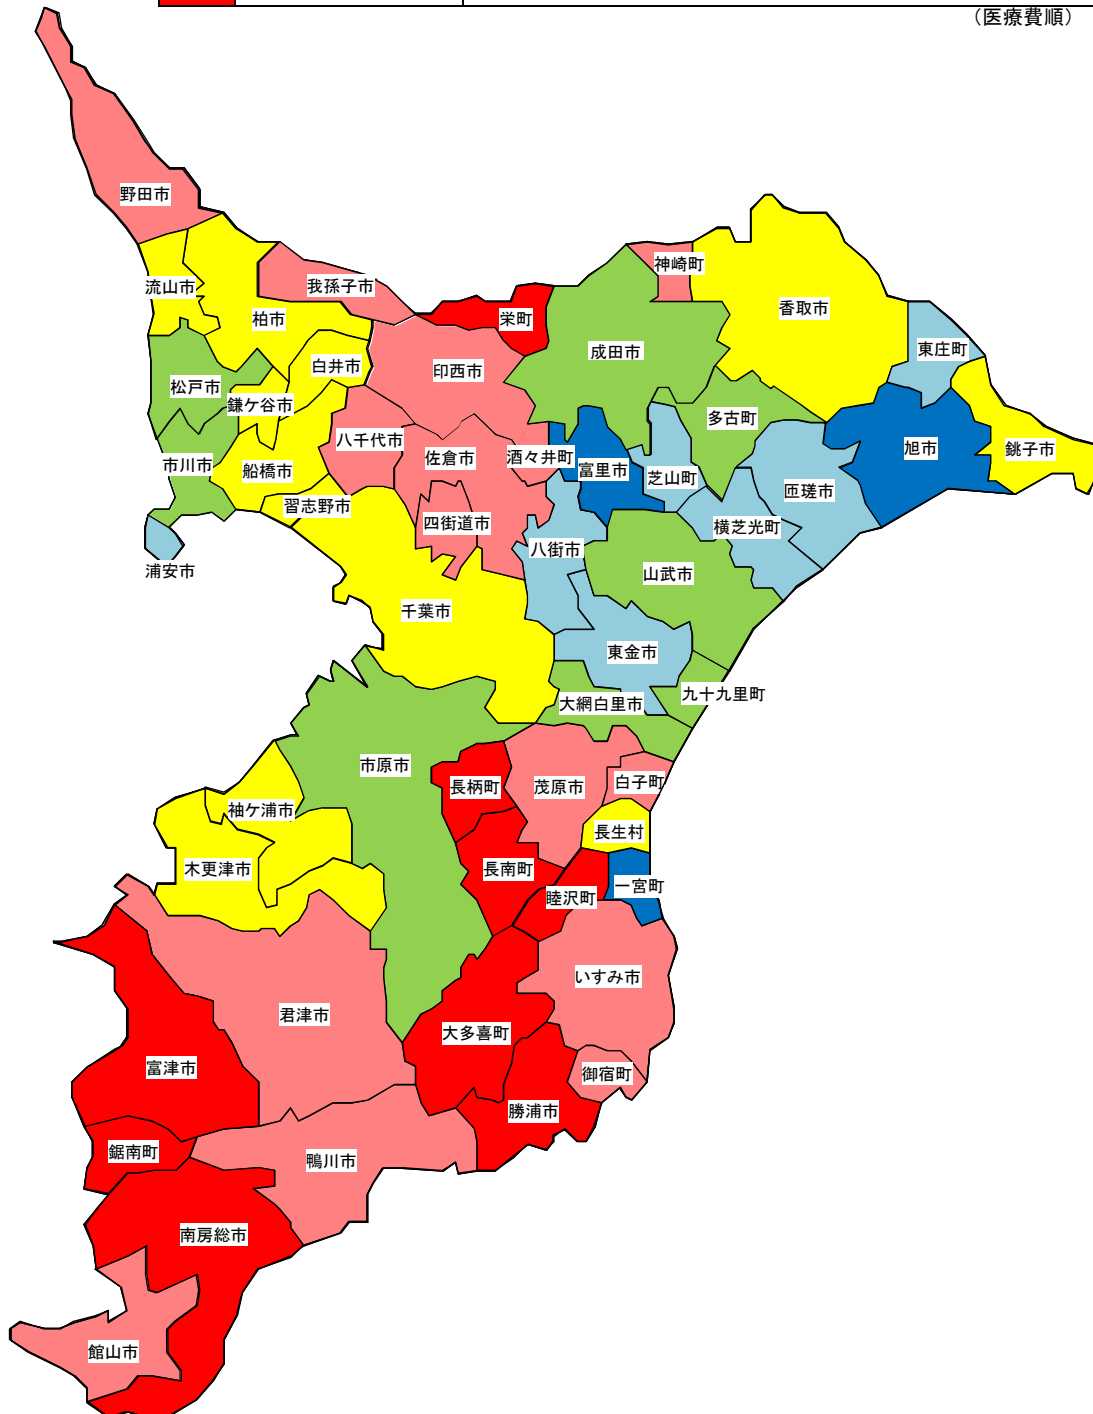 （医療費順）
野田市
流山市
柏市
我孫子市
栄町
神崎町
香取市
成田市
東庄町
白井市
印西市
松戸市
鎌ケ谷市
多古町
八千代市
佐倉市
酒々井町
旭市
銚子市
市川市
船橋市
富里市
芝山町
匝瑳市
習志野市
四街道市
横芝光町
八街市
浦安市
山武市
千葉市
東金市
大網白里市
九十九里町
市原市
長柄町
茂原市
白子町
袖ケ浦市
長生村
木更津市
長南町
睦沢町
一宮町
いすみ市
君津市
大多喜町
富津市
御宿町
勝浦市
鋸南町
鴨川市
南房総市
館山市